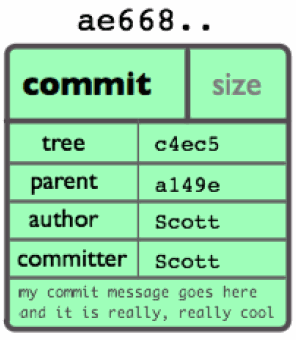 ae668..
commit size
tree c4ec5
parent a149e
author Scott
committer Scott
my commit message goes here
and it is really, really cool